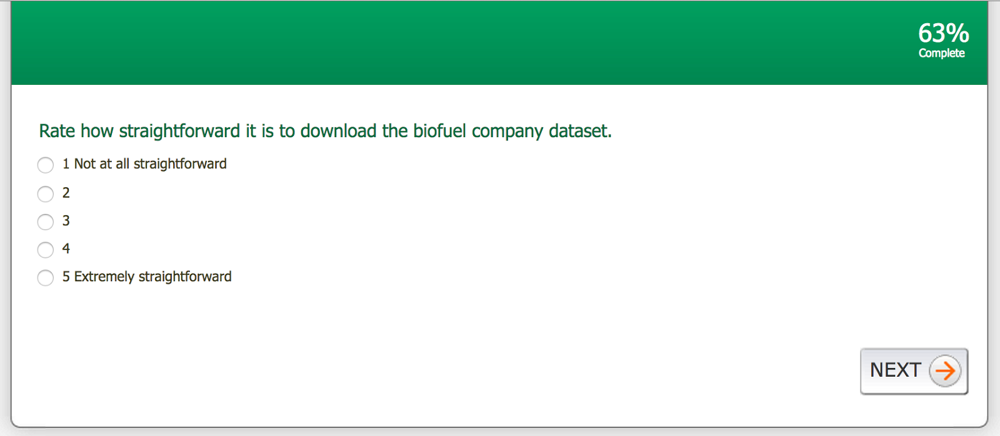 63%
Complete
Rate how straightforward it is to download the biofuel company dataset.
1 Not at all straightforward
2
3
4
5 Extremely straightforward
NEXT